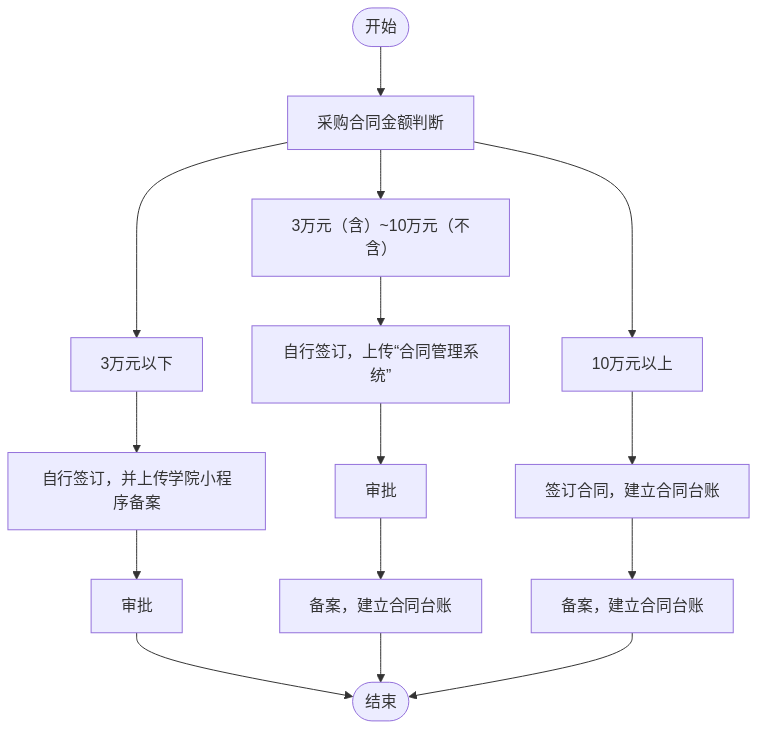 开始
采购合同金额判断
3万元（含）~10万元（不
含）
3万元以下
自行签订，上传“合同管理系
统”
10万元以上
自行签订，并上传学院小程
序备案
审批
签订合同，建立合同台账
审批
备案，建立合同台账
备案，建立合同台账
结束